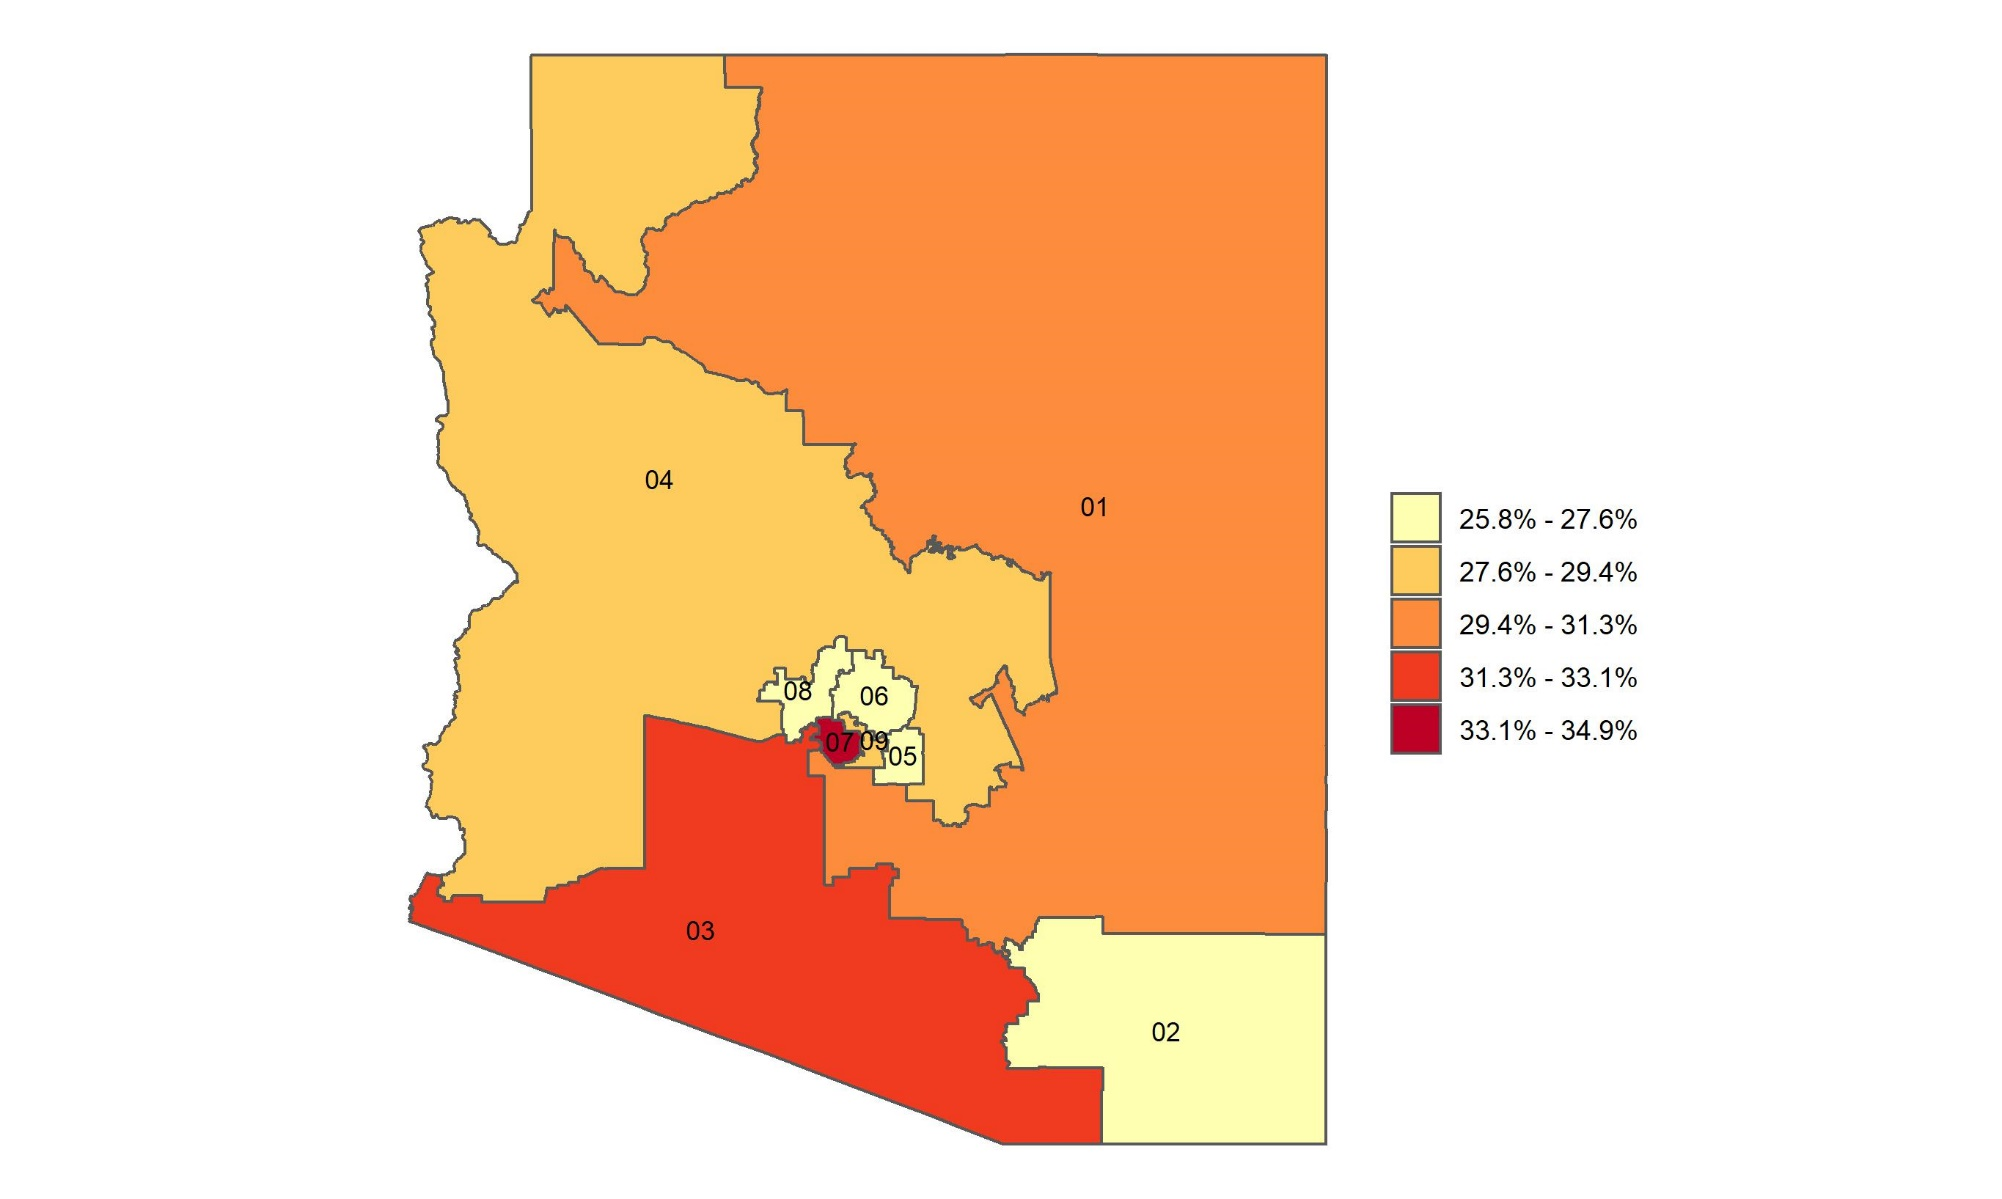 04
01
08
06
07
09
05
03
02
25.8% - 27.6%
27.6% - 29.4%
29.4% - 31.3%
31.3% - 33.1%
33.1% - 34.9%